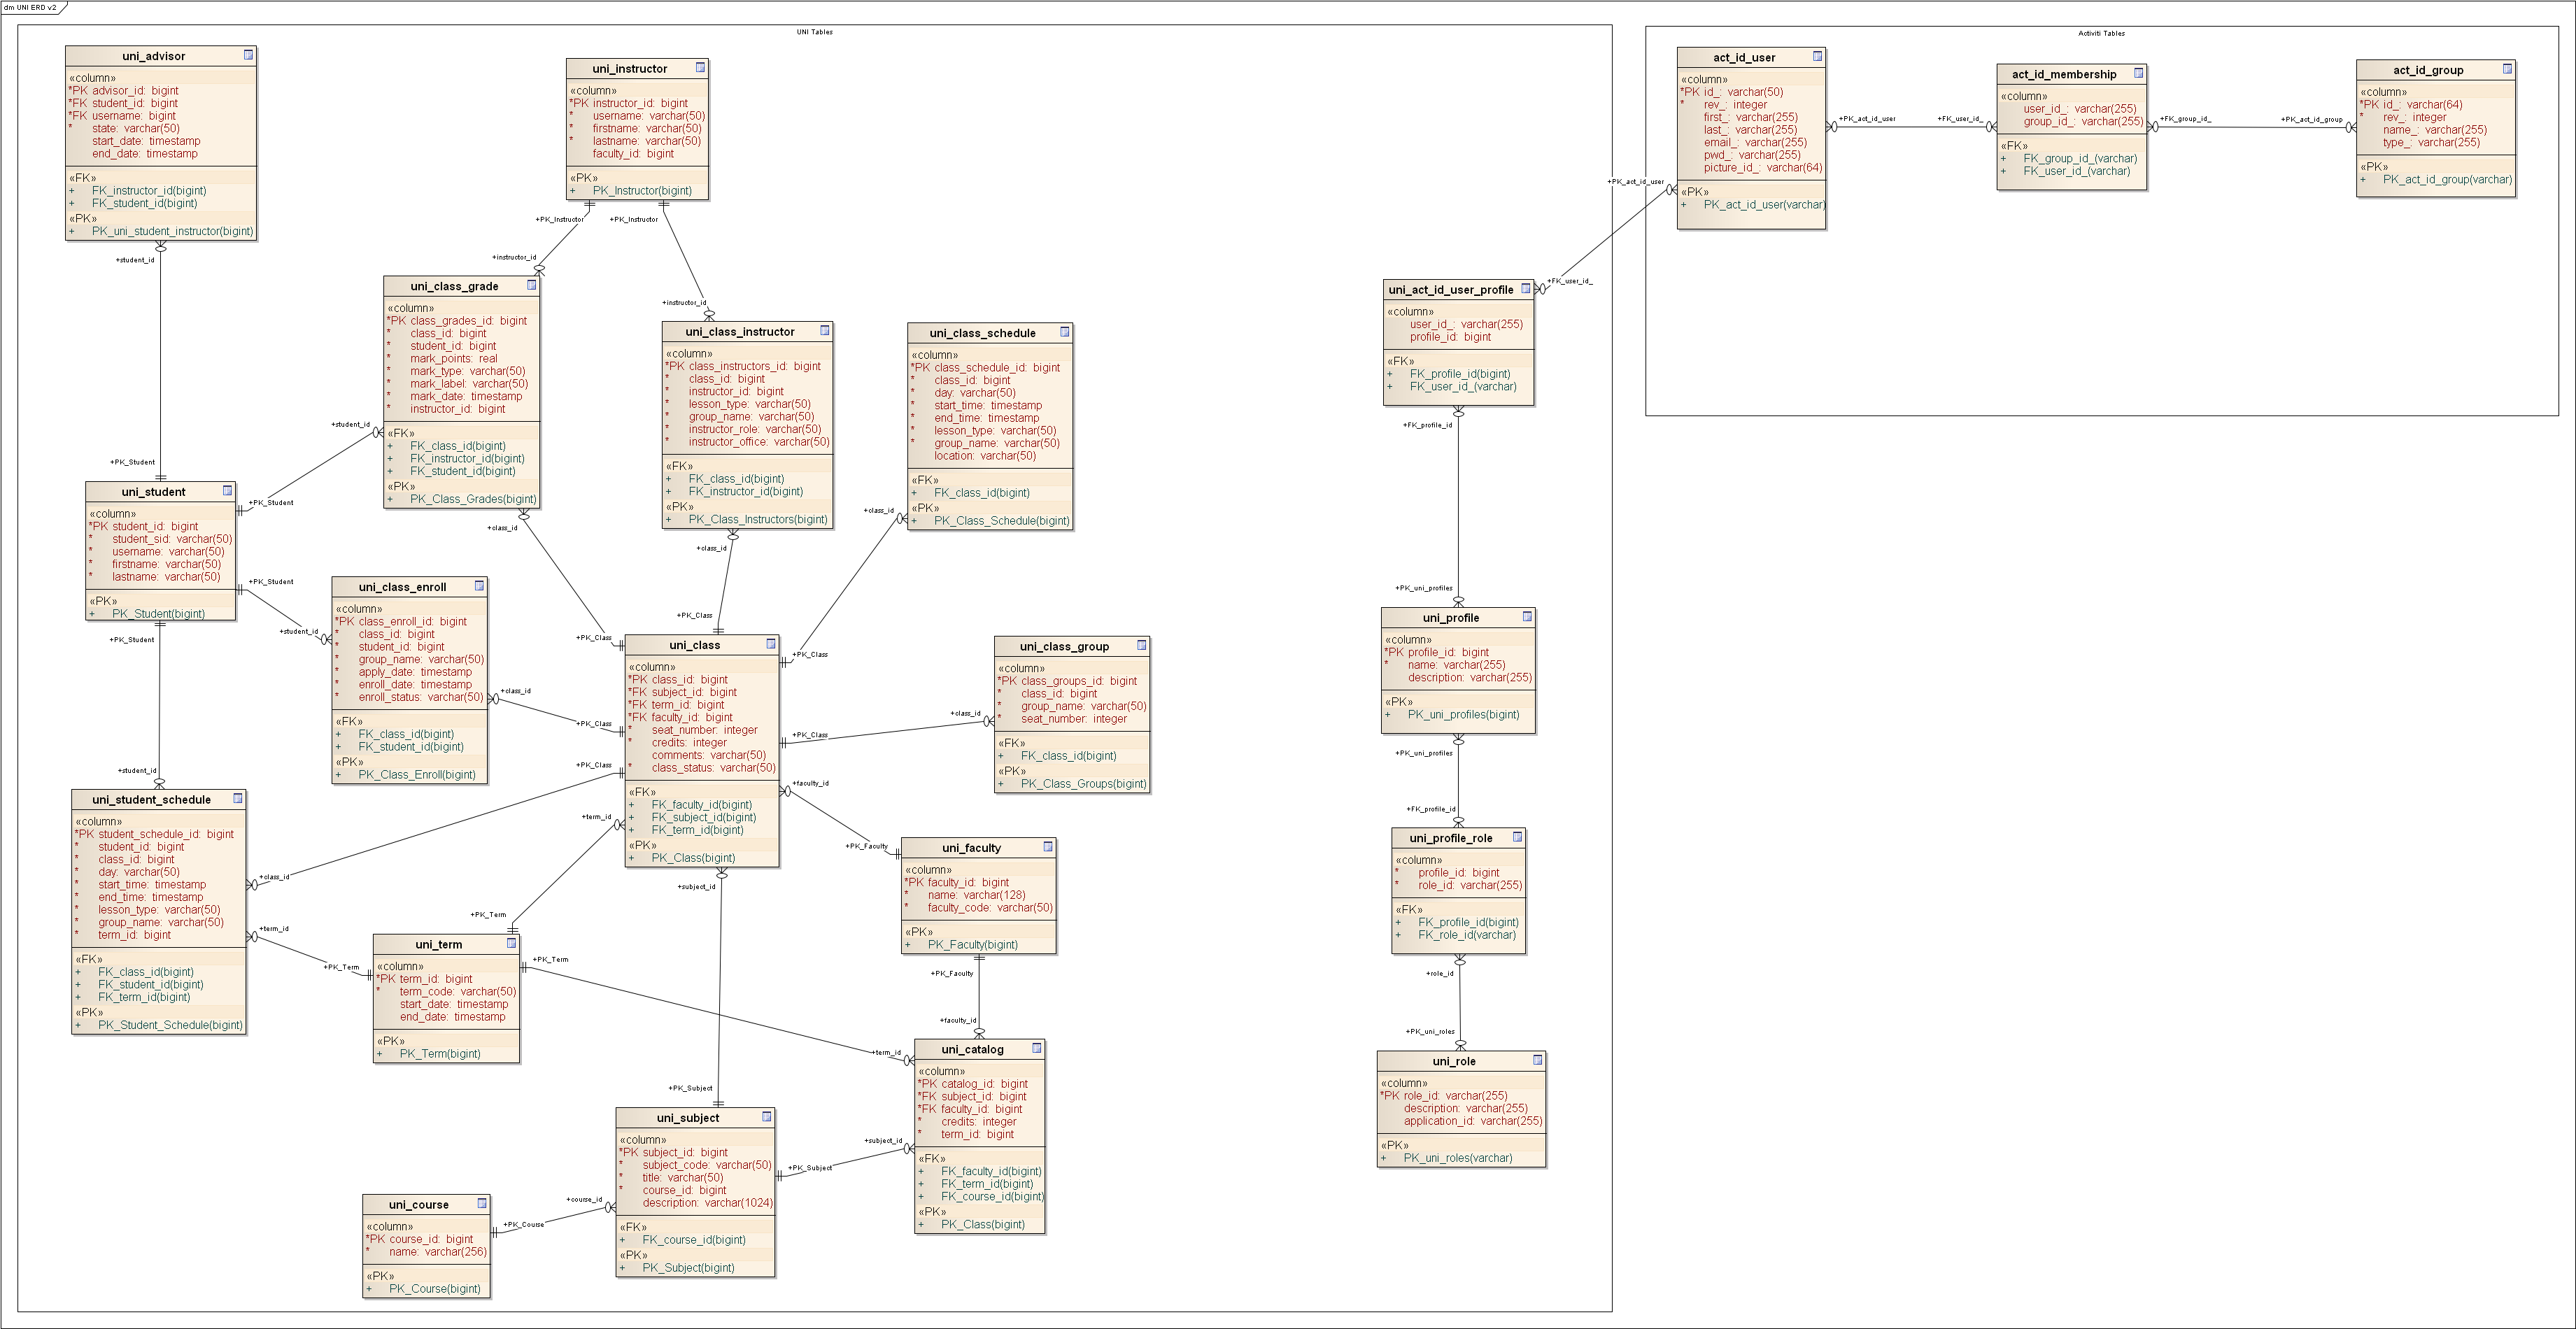 dm UNI ERD v2
UNI Tables
uni_advisor
«column»
*PK advisor_id: bigint
*FK student_id: bigint
*FK username: bigint
* state: varchar(50)
start_date: timestamp
end_date: timestamp
«FK»
+ FK_instructor_id(bigint)
+ FK_student_id(bigint)
«PK»
+ PK_uni_student_instructor(bigint)
+student_id
+PK_Student
uni_instructor
«column»
*PK instructor_id: bigint
* username: varchar(50)
* firstname: varchar(50)
* lastname: varchar(50)
faculty_id: bigint
«PK»
+ PK_Instructor(bigint)
+PK_Instructor
+PK_Instructor
+instructor_id
+instructor_id
uni_class_grade
«column»
*PK class_grades_id: bigint
* class_id: bigint
* student_id: bigint
* mark_points: real
* mark_type: varchar(50)
* mark_label: varchar(50)
* mark_date: timestamp
* instructor_id: bigint
«FK»
+ FK_class_id(bigint)
+ FK_instructor_id(bigint)
+ FK_student_id(bigint)
«PK»
+ PK_Class_Grades(bigint)
+student_id
+class_id
uni_class_instructor
«column»
*PK class_instructors_id: bigint
* class_id: bigint
* instructor_id: bigint
* lesson_type: varchar(50)
* group_name: varchar(50)
* instructor_role: varchar(50)
* instructor_office: varchar(50)
«FK»
+ FK_class_id(bigint)
+ FK_instructor_id(bigint)
«PK»
+ PK_Class_Instructors(bigint)
+class_id
uni_class_schedule
«column»
*PK class_schedule_id: bigint
* class_id: bigint
* day: varchar(50)
* start_time: timestamp
* end_time: timestamp
* lesson_type: varchar(50)
* group_name: varchar(50)
location: varchar(50)
«FK»
+ FK_class_id(bigint)
«PK»
+ PK_Class_Schedule(bigint)
+class_id
uni_student
«column»
*PK student_id: bigint
* student_sid: varchar(50)
* username: varchar(50)
* firstname: varchar(50)
* lastname: varchar(50)
«PK»
+ PK_Student(bigint)
+PK_Student
+PK_Student
+PK_Student
+student_id
+student_id
uni_class_enroll
«column»
*PK class_enroll_id: bigint
* class_id: bigint
* student_id: bigint
* group_name: varchar(50)
* apply_date: timestamp
* enroll_date: timestamp
* enroll_status: varchar(50)
«FK»
+ FK_class_id(bigint)
+ FK_student_id(bigint)
«PK»
+ PK_Class_Enroll(bigint)
+class_id
+PK_Class
+PK_Class
+PK_Class
+PK_Class
+PK_Class
+PK_Class
uni_class
«column»
*PK class_id: bigint
*FK subject_id: bigint
*FK term_id: bigint
*FK faculty_id: bigint
* seat_number: integer
* credits: integer
comments: varchar(50)
* class_status: varchar(50)
«FK»
+ FK_faculty_id(bigint)
+ FK_subject_id(bigint)
+ FK_term_id(bigint)
«PK»
+ PK_Class(bigint)
+faculty_id
+term_id
+subject_id
uni_class_group
«column»
*PK class_groups_id: bigint
* class_id: bigint
* group_name: varchar(50)
* seat_number: integer
«FK»
+ FK_class_id(bigint)
«PK»
+ PK_Class_Groups(bigint)
+class_id
uni_student_schedule
«column»
*PK student_schedule_id: bigint
* student_id: bigint
* class_id: bigint
* day: varchar(50)
* start_time: timestamp
* end_time: timestamp
* lesson_type: varchar(50)
* group_name: varchar(50)
* term_id: bigint
«FK»
+ FK_class_id(bigint)
+ FK_student_id(bigint)
+ FK_term_id(bigint)
«PK»
+ PK_Student_Schedule(bigint)
+class_id
+term_id
+PK_Term
+PK_Term
+PK_Term
uni_term
«column»
*PK term_id: bigint
* term_code: varchar(50)
start_date: timestamp
end_date: timestamp
«PK»
+ PK_Term(bigint)
+PK_Faculty
uni_faculty
«column»
*PK faculty_id: bigint
* name: varchar(128)
* faculty_code: varchar(50)
«PK»
+ PK_Faculty(bigint)
+PK_Faculty
+faculty_id
+term_id
+subject_id
uni_catalog
«column»
*PK catalog_id: bigint
*FK subject_id: bigint
*FK faculty_id: bigint
* credits: integer
* term_id: bigint
«FK»
+ FK_faculty_id(bigint)
+ FK_term_id(bigint)
+ FK_course_id(bigint)
«PK»
+ PK_Class(bigint)
+PK_Subject
+PK_Subject
uni_subject
«column»
*PK subject_id: bigint
* subject_code: varchar(50)
* title: varchar(50)
* course_id: bigint
description: varchar(1024)
«FK»
+ FK_course_id(bigint)
«PK»
+ PK_Subject(bigint)
+course_id
+PK_Course
uni_course
«column»
*PK course_id: bigint
* name: varchar(256)
«PK»
+ PK_Course(bigint)
uni_act_id_user_profile
«column»
user_id_: varchar(255)
profile_id: bigint
«FK»
+ FK_profile_id(bigint)
+ FK_user_id_(varchar)
+FK_user_id_
+PK_act_id_user
+FK_profile_id
+PK_uni_profiles
uni_profile
«column»
*PK profile_id: bigint
* name: varchar(255)
description: varchar(255)
«PK»
+ PK_uni_profiles(bigint)
+PK_uni_profiles
+FK_profile_id
uni_profile_role
«column»
* profile_id: bigint
* role_id: varchar(255)
«FK»
+ FK_profile_id(bigint)
+ FK_role_id(varchar)
+role_id
+PK_uni_roles
uni_role
«column»
*PK role_id: varchar(255)
description: varchar(255)
application_id: varchar(255)
«PK»
+ PK_uni_roles(varchar)
Activiti Tables
act_id_user
«column»
*PK id_: varchar(50)
* rev_: integer
first_: varchar(255)
last_: varchar(255)
email_: varchar(255)
pwd_: varchar(255)
picture_id_: varchar(64)
«PK»
+ PK_act_id_user(varchar)
+PK_act_id_user
+FK_user_id_
act_id_membership
«column»
user_id_: varchar(255)
group_id_: varchar(255)
«FK»
+ FK_group_id_(varchar)
+ FK_user_id_(varchar)
+FK_group_id_
+PK_act_id_group
act_id_group
«column»
*PK id_: varchar(64)
* rev_: integer
name_: varchar(255)
type_: varchar(255)
«PK»
+ PK_act_id_group(varchar)